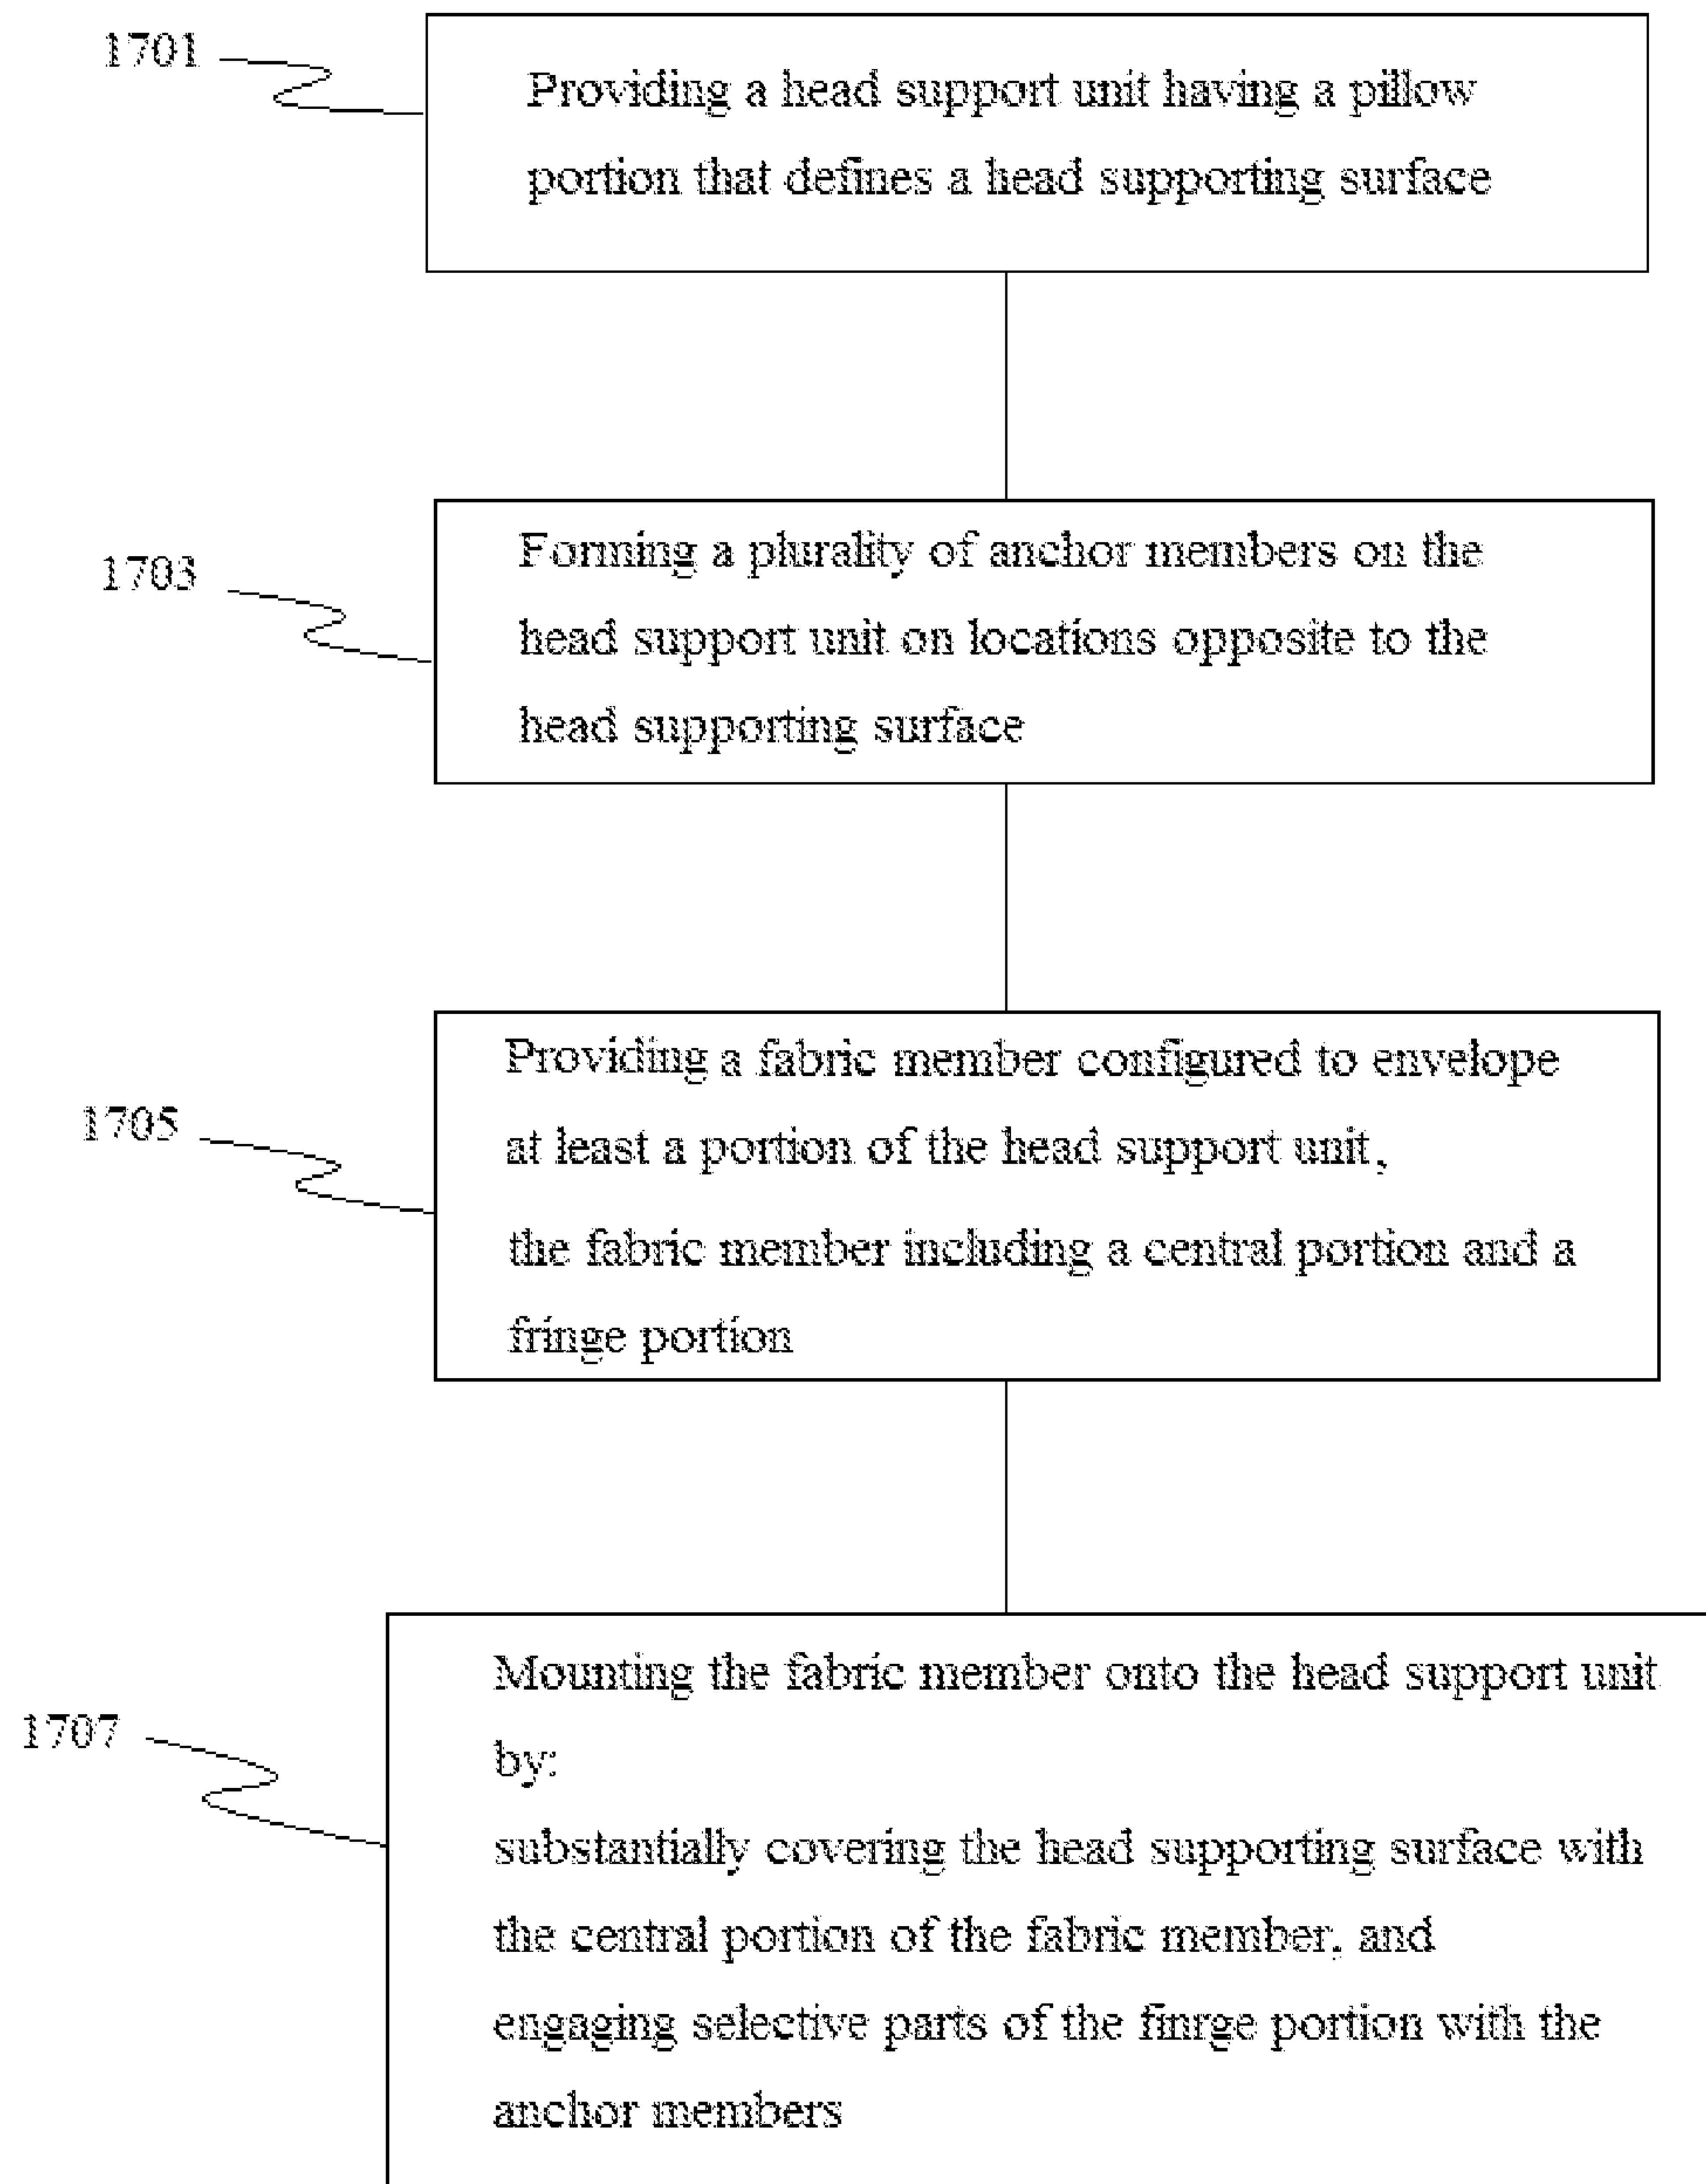 1701
Providing a head support unit having a pillow
portion that defines a head supporting surface
1703
Forming a plurality of anchor members on the
head support unit on locations opposite to the
head supporting surface
1705
Providing a fabric member configured to envelope
at least a portion of the head support unit,
the fabric member including a central portion and a
fringe portion
1707
Mounting the fabric member onto the head support unit
by:
substantially covering the head supporting surface with
the central portion of the fabric member, and
engaging selective parts of the finrge portion with the
anchor members